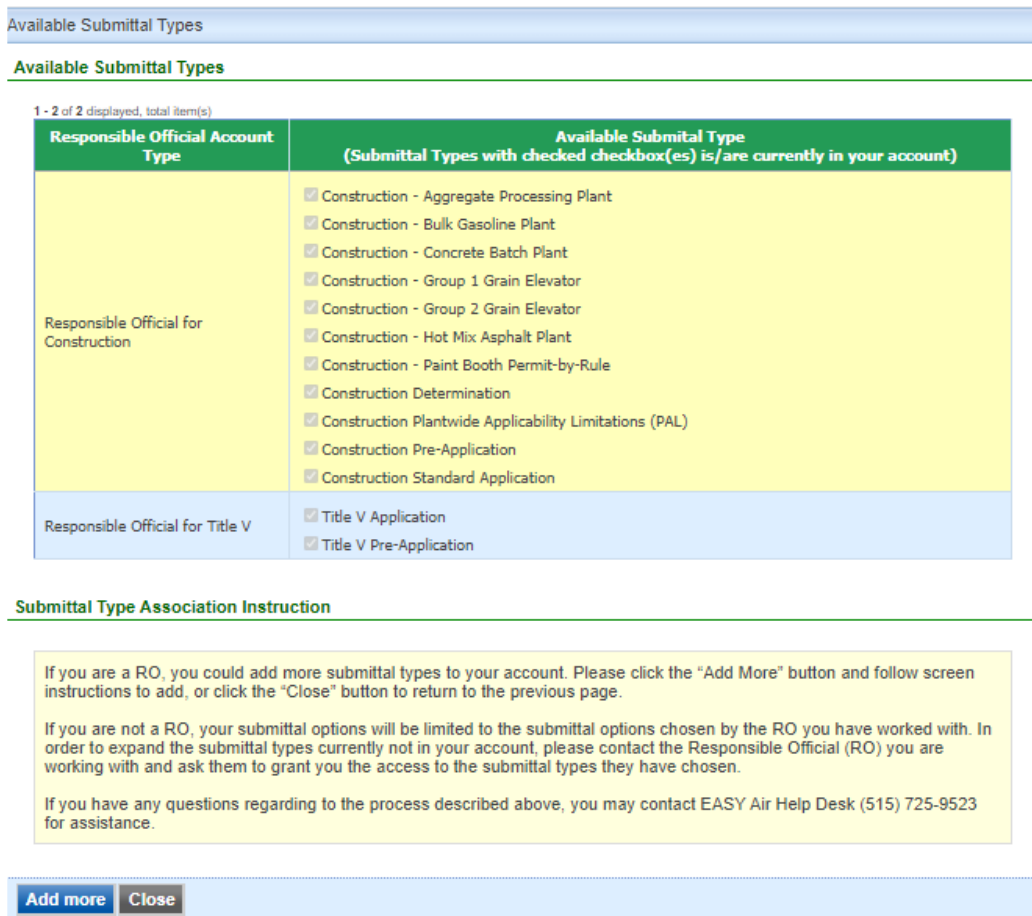 Available Submittal Types
Available Submittal Types
1 - 2 of 2 displayed, total item(s)
Responsible Official Account Type
Available Submital Type
(Submittal Types with checked checkbox(es) is/are currently in your account)
Responsible Official for Construction
Construction - Aggregate Processing Plant
Construction - Bulk Gasoline Plant
Construction - Concrete Batch Plant
Construction - Group 1 Grain Elevator
Construction - Group 2 Grain Elevator
Construction - Hot Mix Asphalt Plant
Construction - Paint Booth Permit-by-Rule
Construction Determination
Construction Plantwide Applicability Limitations (PAL)
Construction Pre-Application
Construction Standard Application
Responsible Official for Title V
Title V Application
Title V Pre-Application
Submittal Type Association Instruction
If you are a RO, you could add more submittal types to your account. Please click the “Add More” button and follow screen
instructions to add, or click the “Close” button to return to the previous page.
If you are not a RO, your submittal options will be limited to the submittal options chosen by the RO you have worked with. In
order to expand the submittal types currently not in your account, please contact the Responsible Official (RO) you are
working with and ask them to grant you the access to the submittal types they have chosen.
If you have any questions regarding to the process described above, you may contact EASY Air Help Desk (515) 725-9523
for assistance.
Add more Close